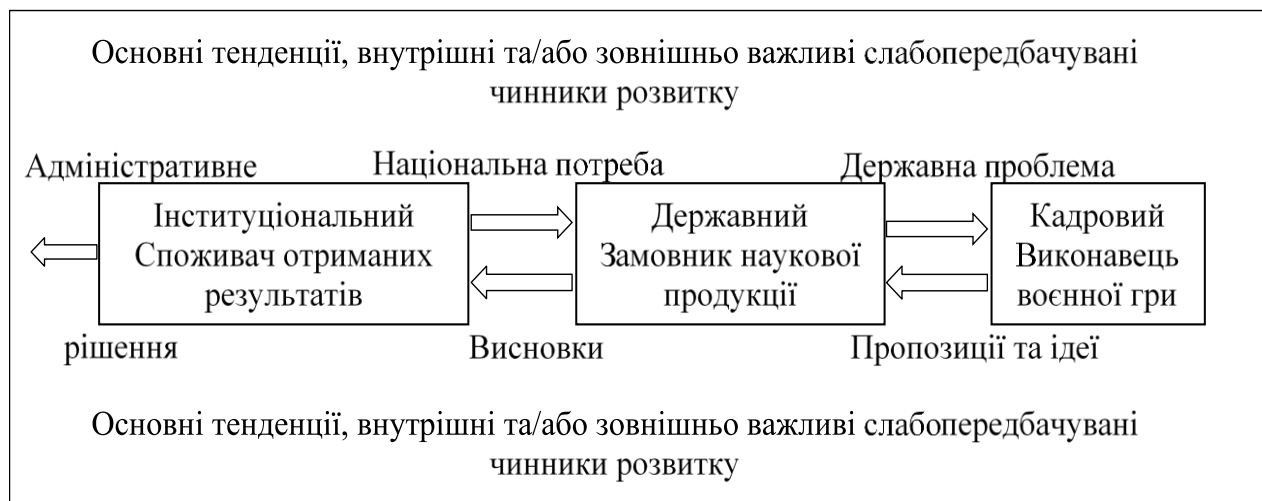 Основні тенденції, внутрішні та/або зовнішньо важливі слабопередбачувані
чинники розвитку
Адміністративне
Національна потреба
Державна проблема
Інституціональний
Споживач отриманих
результатів
Державний
Замовник наукової
продукції
Кадровий
Виконавець
воєнної гри
рішення
Висновки
Пропозиції та ідеї
Основні тенденції, внутрішні та/або зовнішньо важливі слабопередбачувані
чинники розвитку